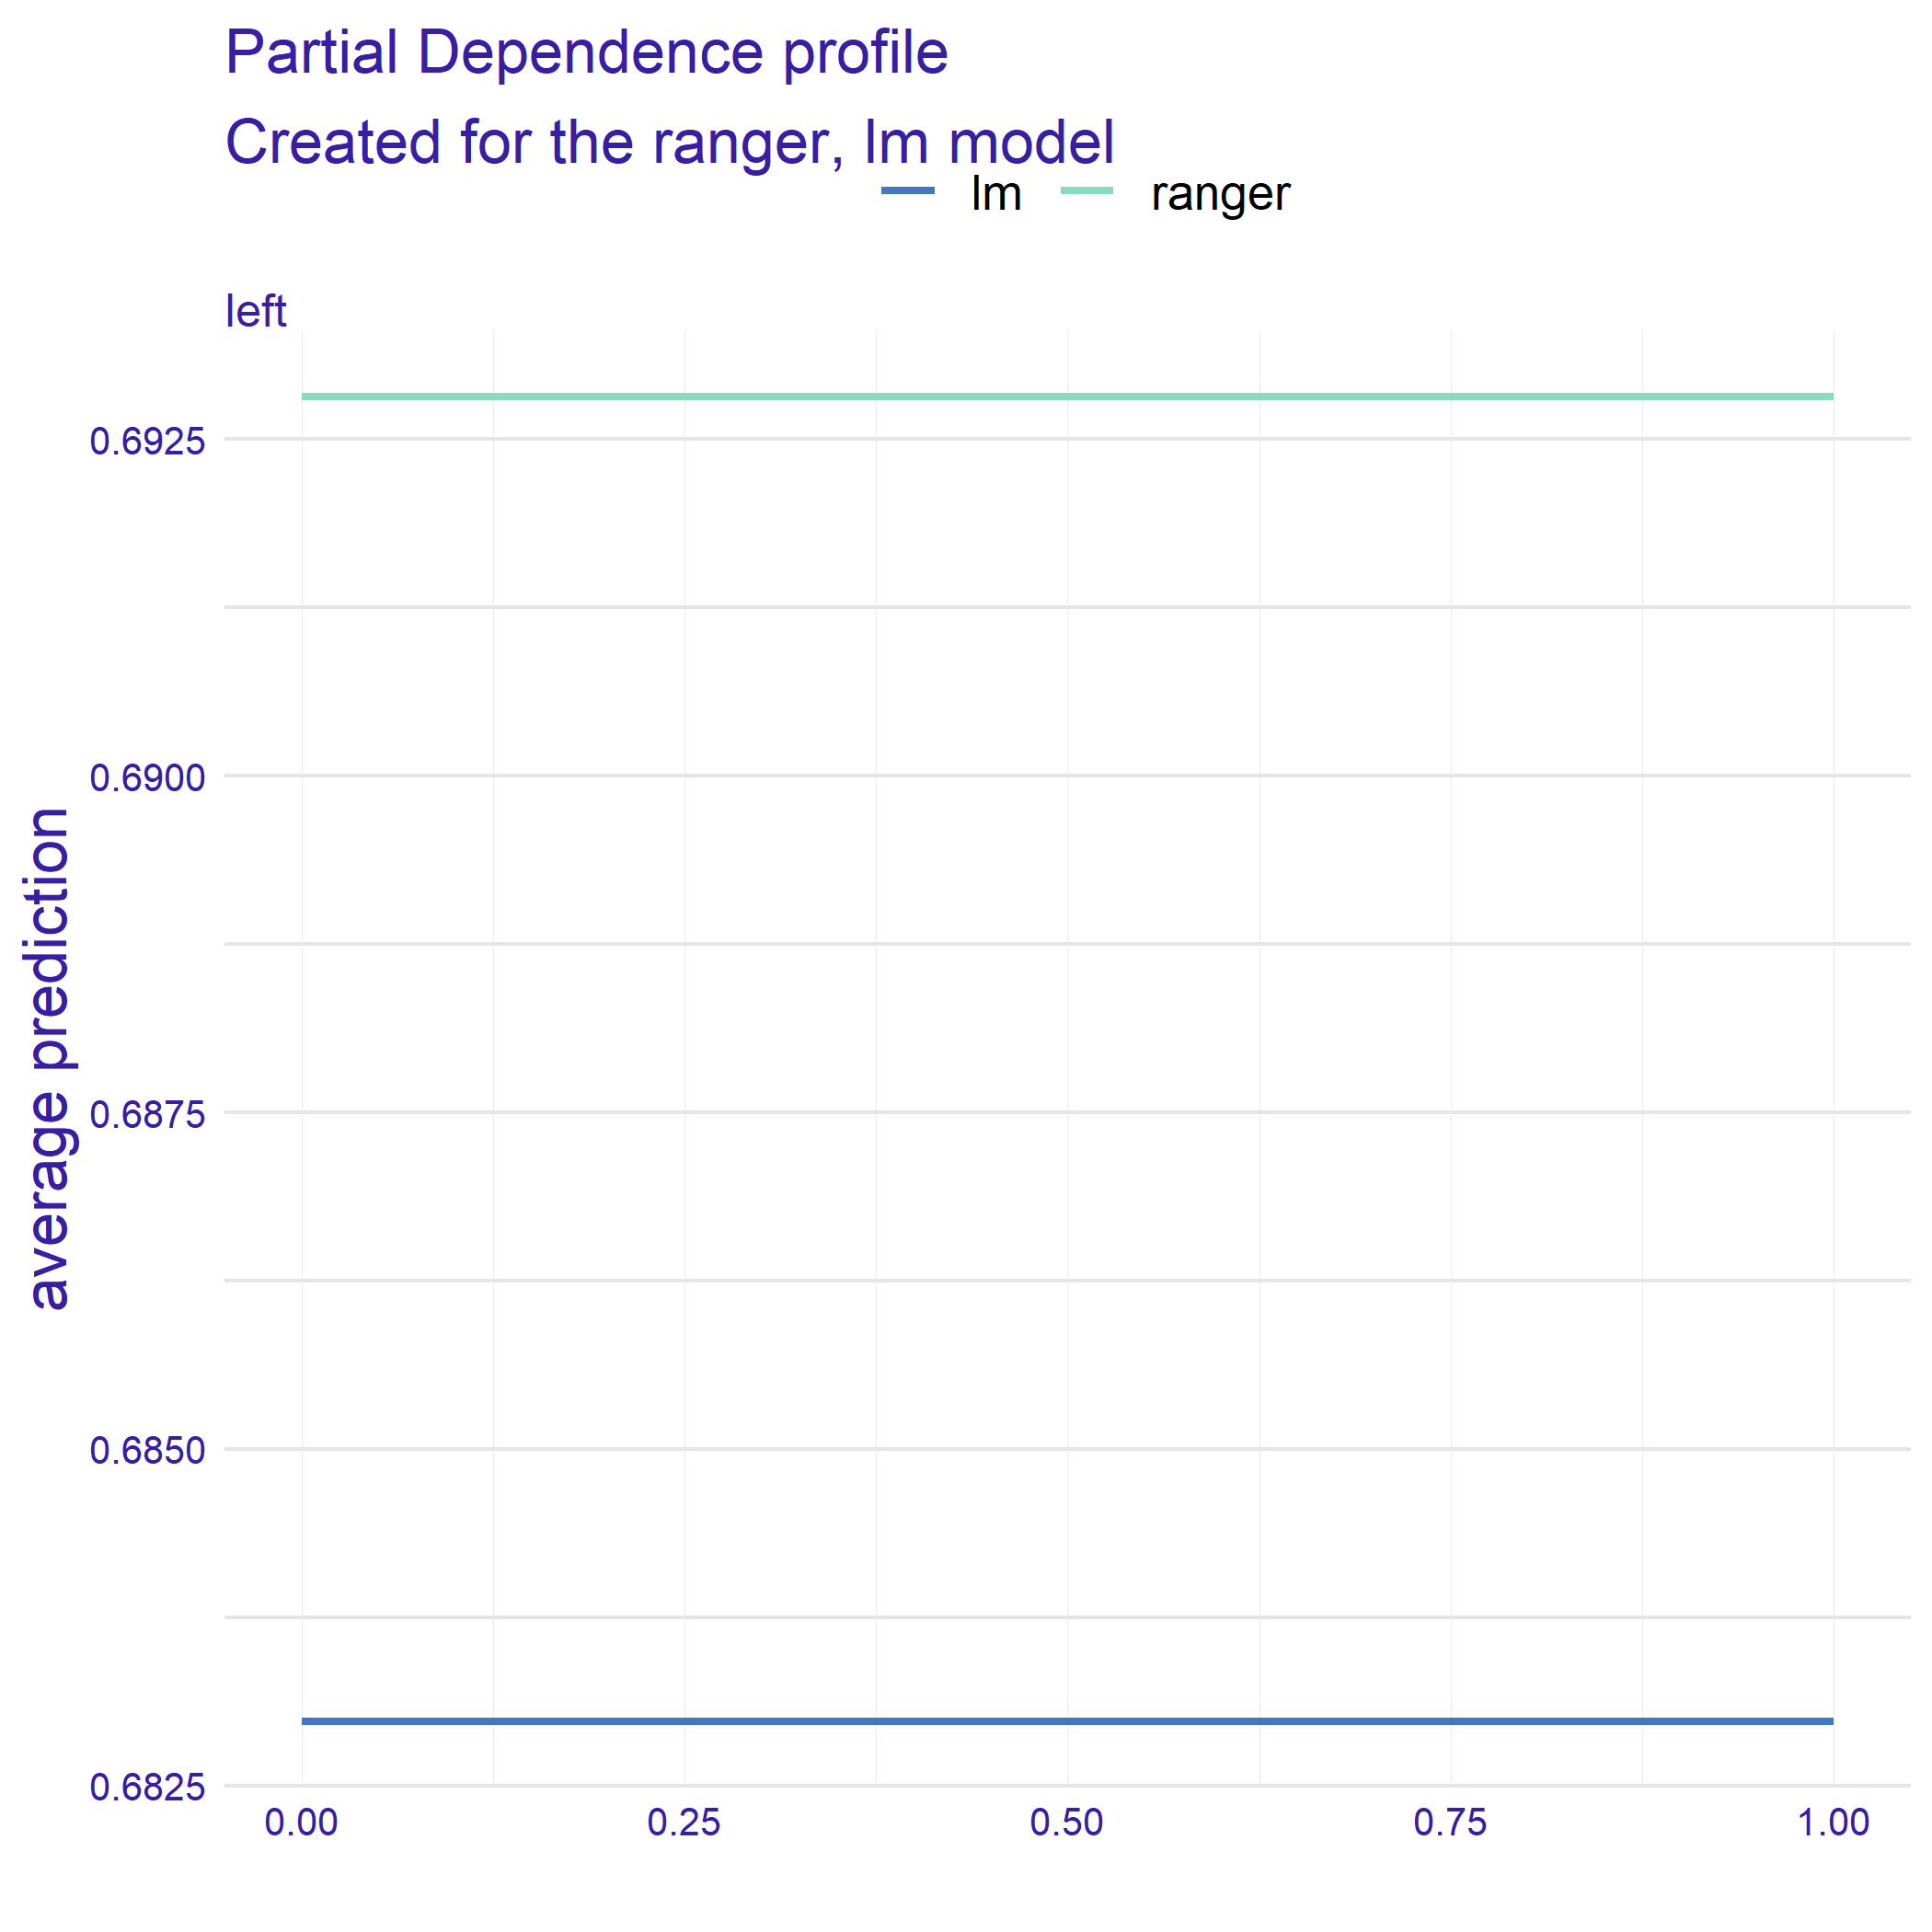 Partial Dependence profile
Created for the ranger, lm model
lm ranger
left
average prediction
0.6925
0.6900
0.6875
0.6850
0.6825
0.00 0.25 0.50 0.75 1.00